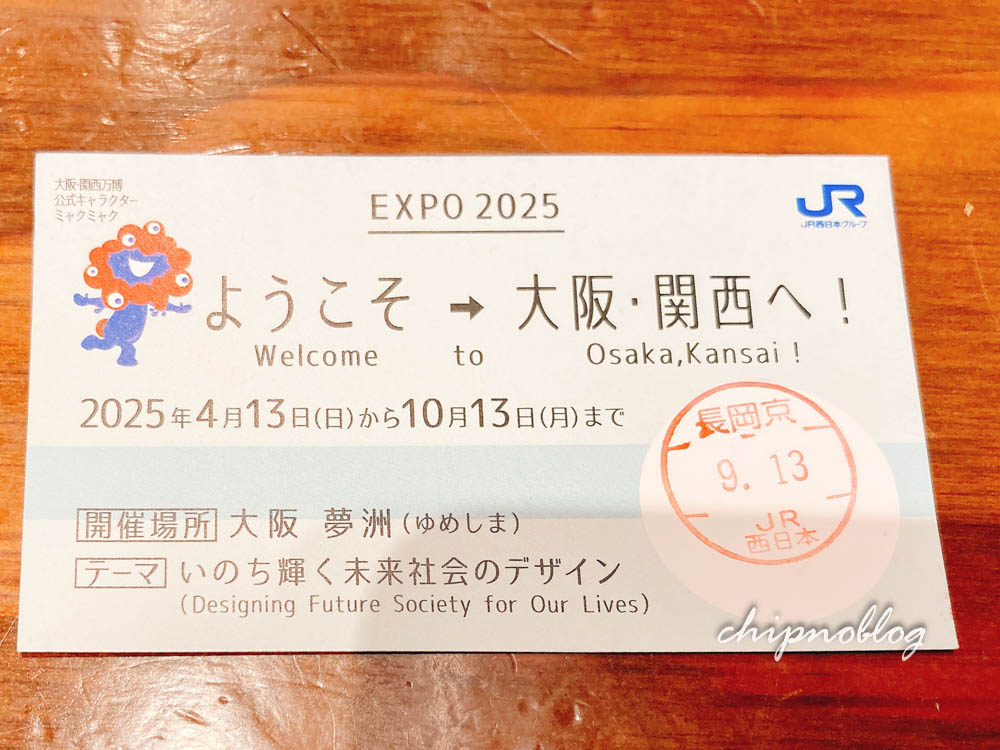 大阪・関西万博
公式キャラクター
ミャクミャク
EXPO 2025
JR
JR西日本グループ
ようこそ → 大阪・関西へ！
Welcome to Osaka,Kansai !
2025年4月13日(日)から10月13日(月)まで
長岡京
9. 13
JR
西日本
開催場所 大阪 夢洲(ゆめしま)
テーマ いのち輝く未来社会のデザイン
(Designing Future Society for Our Lives)
chipnoblog